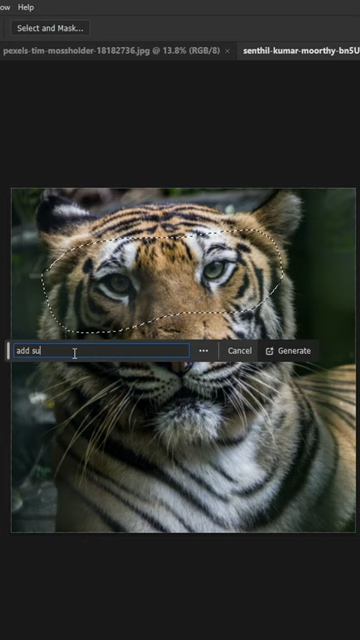 ow Help
Select and Mask...
pexels-tim-mossholder-18182736.jpg @ 13.8% (RGB/8) × senthil-kumar-moorthy-bn5U
add su ... Cancel Generate